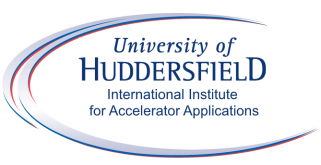 University of
HUDDERSFIELD
International Institute
for Accelerator Applications